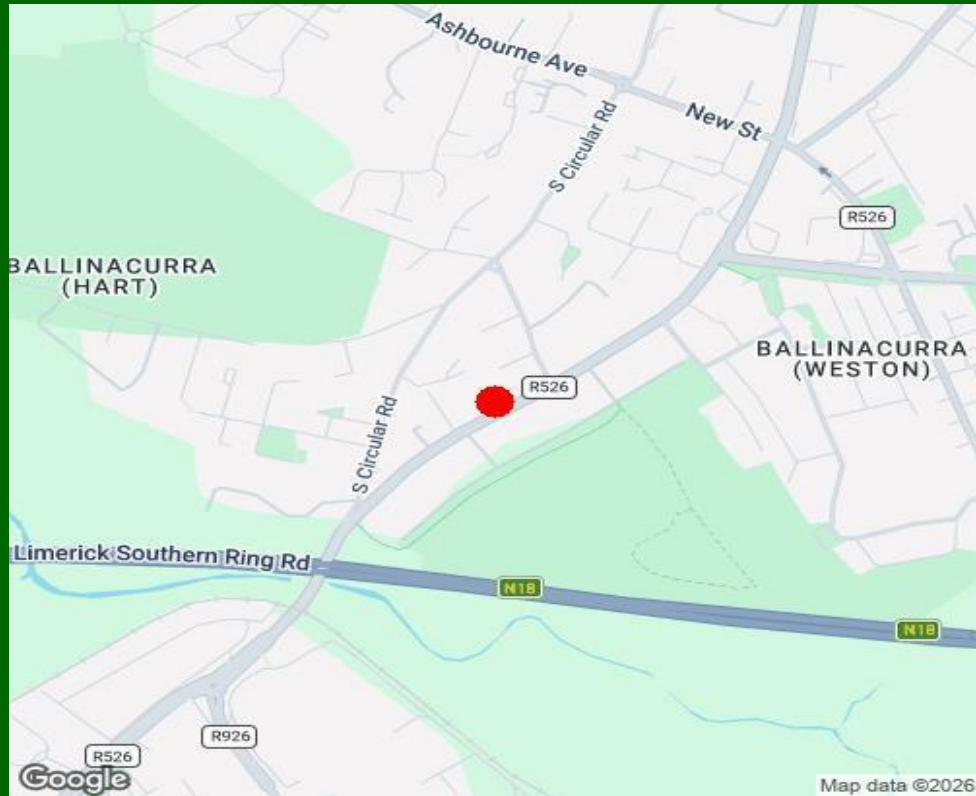 Ashbourne Ave
New St
S Circular Rd
R526
BALLINACURRA
(HART)
BALLINACURRA
(WESTON)
R526
S Circular Rd
Limerick Southern Ring Rd
N18
N18
R926
R526
Google
Map data ©2026